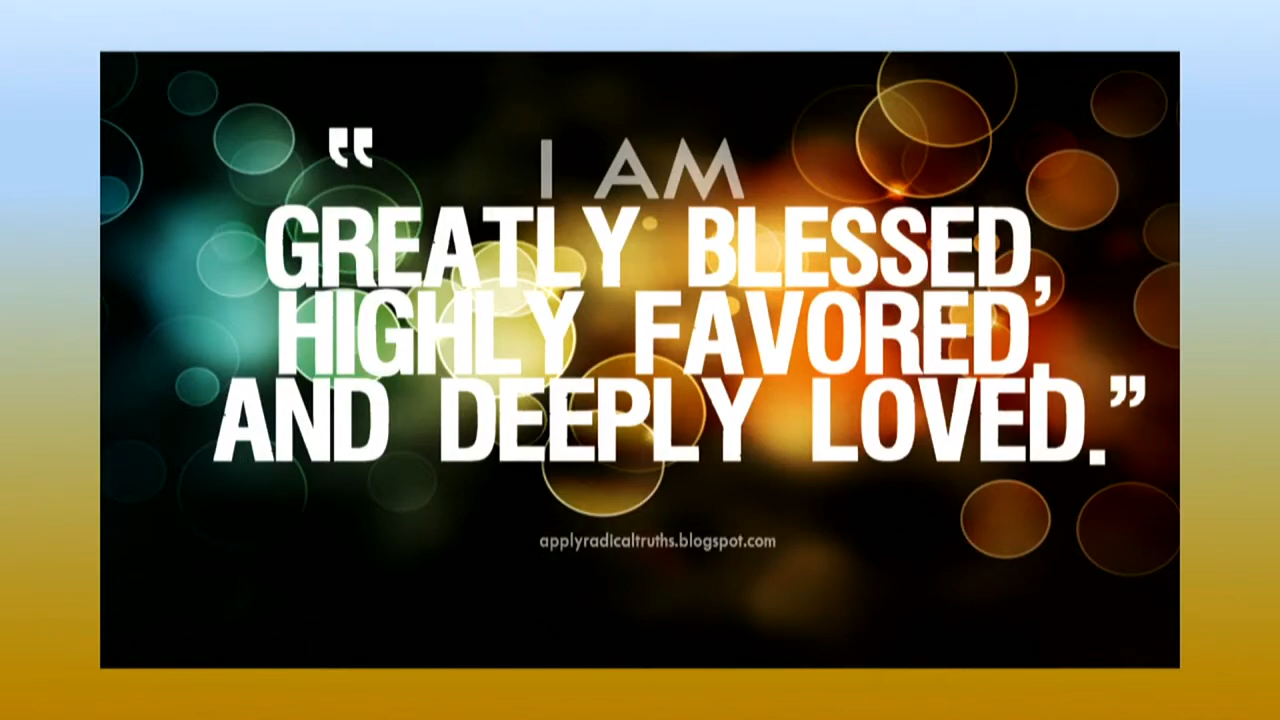 “ I AM
GREATLY BLESSED,
HIGHLY FAVORED,
AND DEEPLY LOVED.”
applyradicaltruths.blogspot.com